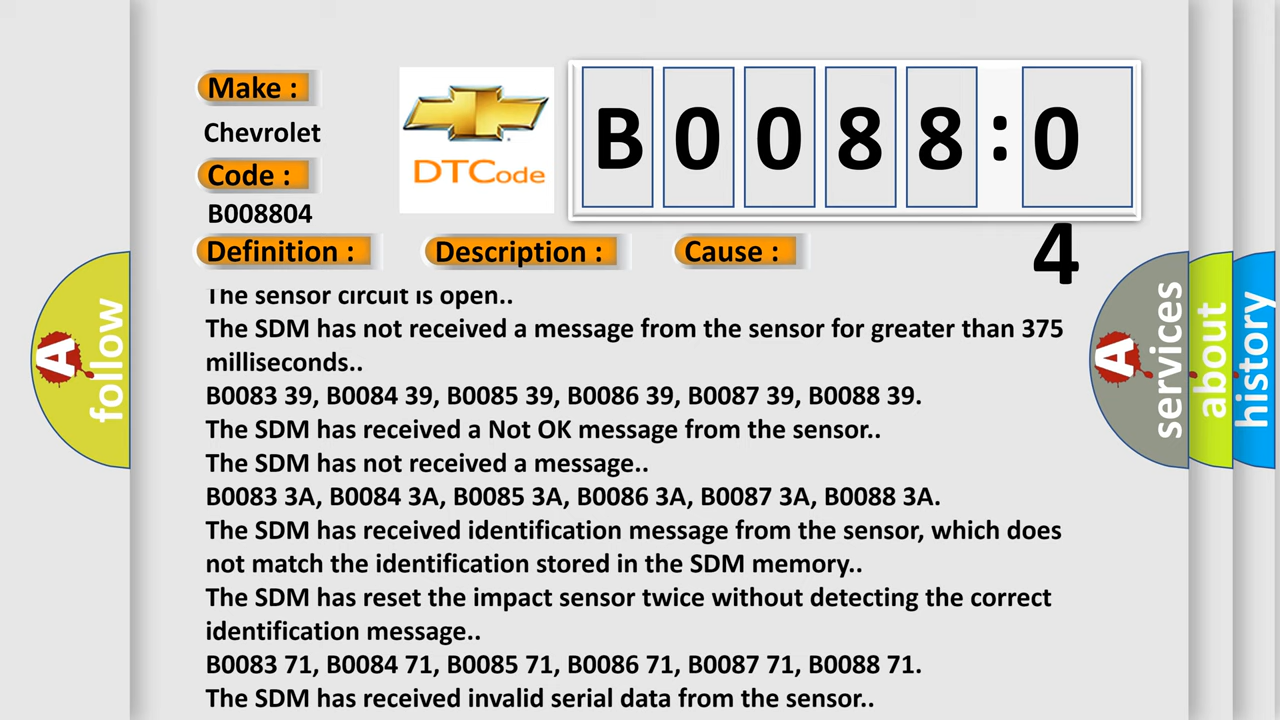 Make :
Chevrolet
Code :
B008804
DTCode
B0088:0
4
Definition :
Description :
Cause :
The sensor circuit is open..
The SDM has not received a message from the sensor for greater than 375
milliseconds..
B0083 39, B0084 39, B0085 39, B0086 39, B0087 39, B0088 39.
The SDM has received a Not OK message from the sensor..
The SDM has not received a message..
B0083 3A, B0084 3A, B0085 3A, B0086 3A, B0087 3A, B0088 3A.
The SDM has received identification message from the sensor, which does
not match the identification stored in the SDM memory..
The SDM has reset the impact sensor twice without detecting the correct
identification message..
B0083 71, B0084 71, B0085 71, B0086 71, B0087 71, B0088 71.
The SDM has received invalid serial data from the sensor..
A
follow
A
services
about
history